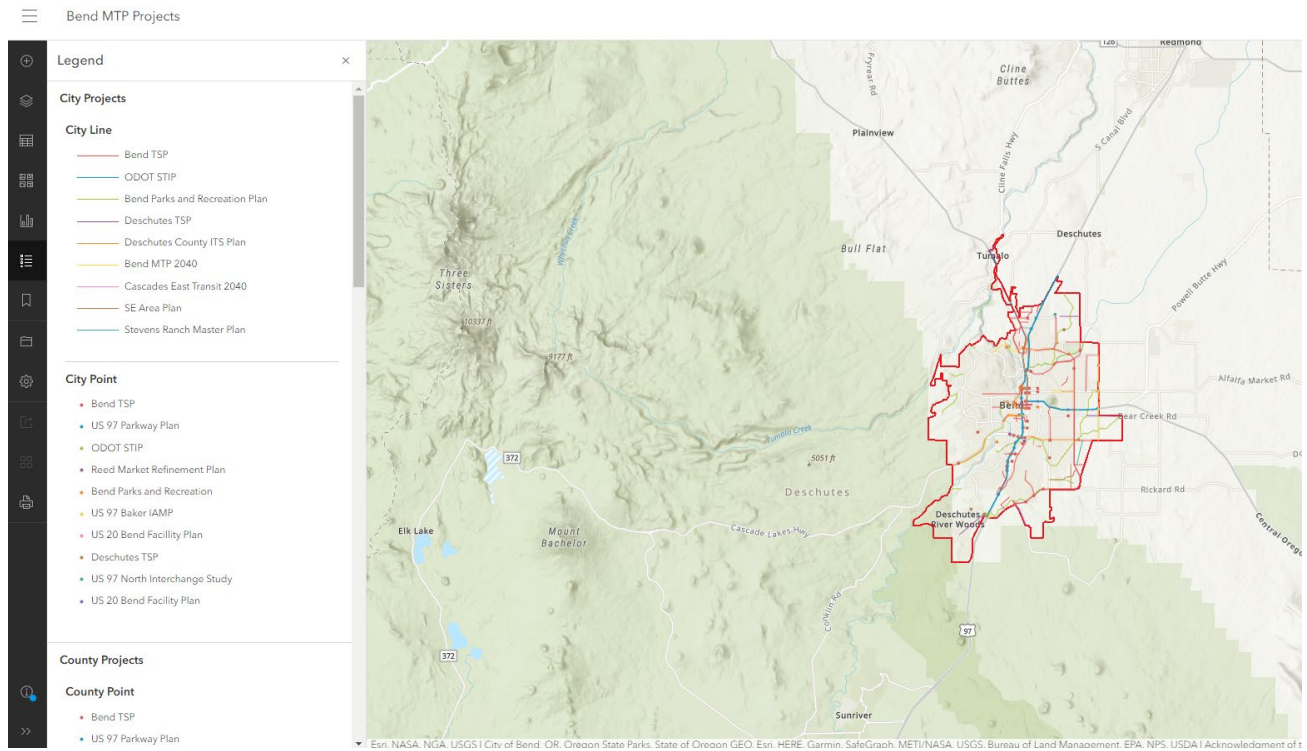 Bend MTP Projects
Legend
City Projects
City Line
Bend TSP
ODOT STIP
Bend Parks and Recreation Plan
Deschutes TSP
Deschutes County ITS Plan
Bend MTP 2040
Cascades East Transit 2040
SE Area Plan
Stevens Ranch Master Plan
City Point
Bend TSP
US 97 Parkway Plan
ODOT STIP
Reed Market Refinement Plan
Bend Parks and Recreation
US 97 Baker IAMP
US 20 Bend Facillity Plan
Deschutes TSP
US 97 North Interchange Study
US 20 Bend Facility Plan
County Projects
County Point
Bend TSP
US 97 Parkway Plan
126
Redmond
Cline
Buttes
Fryrear Rd
Plainview
S Canal Blvd
Cline Falls Hwy
Whychus Creek
Bull Flat
Deschutes
Tumalo
Three
Sisters
Powell Butte Hwy
10337 ft
9177 ft
Alfalfa Market Rd
Bend
Bear Creek Rd
Tumalo Creek
372
5051 ft
Deschutes
Rickard Rd
Deschutes
River Woods
Elk Lake
Mount
Bachelor
Cascade Lakes Hwy
Central Orego
Conklin Rd
97
372
Sunriver
Esri, NASA, NGA, USGS | City of Bend, OR, Oregon State Parks, State of Oregon GEO, Esri, HERE, Garmin, SafeGraph, METI/NASA, USGS, Bureau of Land Management, EPA, NPS, USDA | Acknowledgment of t